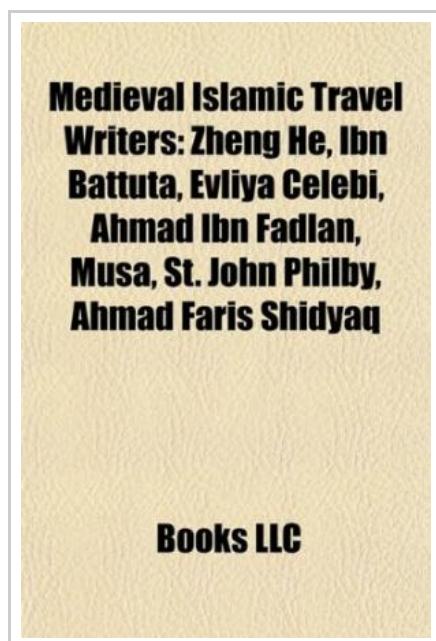 Medieval Islamic Travel
Writers: Zheng He, Ibn
Battuta, Evliya Celebi,
Ahmad Ibn Fadlan,
Musa, St. John Philby,
Ahmad Faris Shidyaq
Books LLC